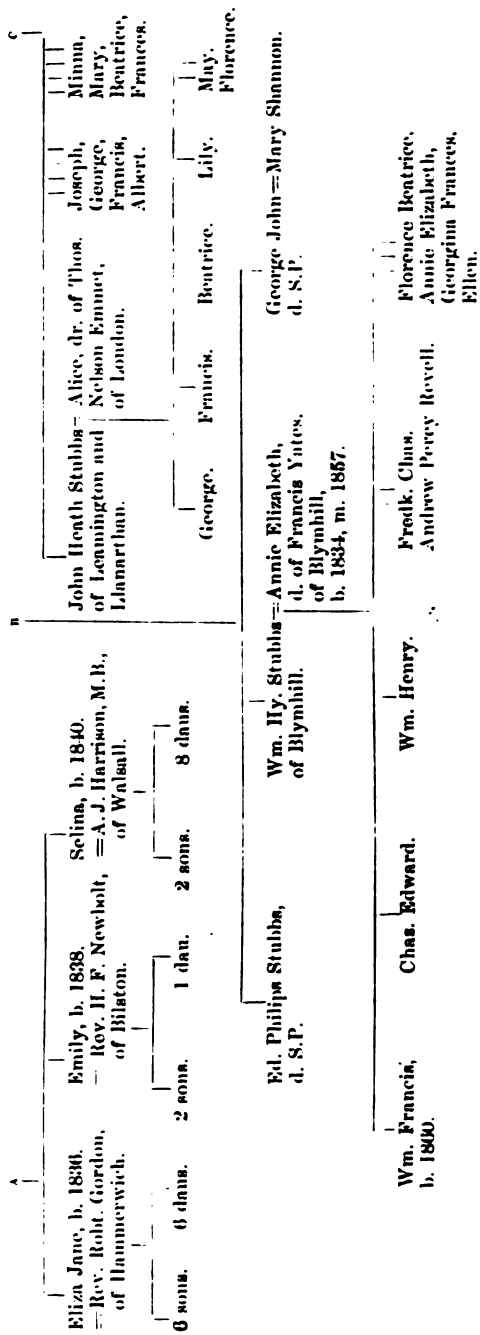 A
Eliza Jane, b. 1836.
=Rev. Robt. Gordon,
of Hammerwich.
6 sons. 6 daus.
Emily, b. 1838.
=Rev. H. F. Newbolt,
of Bilston.
2 sons. 1 dau.
Selina, b. 1840.
=A. J. Harrison, M.B.,
of Walsall.
2 sons. 8 daus.
B
Ed. Philips Stubbs,
d. S.P.
Wm. Hy. Stubbs=Annie Elizabeth,
of Blymhill, d. of Francis Yates.
of Blymhill,
b. 1834, m. 1857.
George John=Mary Shannon.
d. S.P.
Wm. Francis,
b. 1860.
Chas. Edward.
Wm. Henry.
Fredk. Chas.
Andrew Percy Revell.
Florence Beatrice.
Annie Elizabeth,
Georgina Frances,
Ellen.
C
John Heath Stubbs=Alice, dr. of Thos.
of Leamington and Nelson Emmet,
Llanarthan. of London.
Joseph,
George,
Francis,
Albert.
Minna,
Mary,
Beatrice,
Frances.
George. Francis. Beatrice. Lily. May.
Florence.